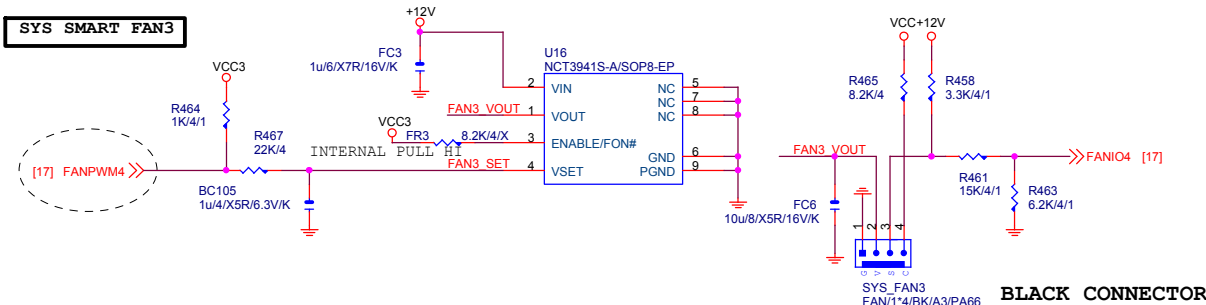 SYS SMART FAN3
+12V
FC3
1u/6/X7R/16V/K
U16
NCT3941S-A/SOP8-EP
2
VIN
1
VOUT
3
ENABLE/FON#
4
VSET
NC
5
NC
7
NC
8
GND
6
PGND
9
FAN3_VOUT
VCC3
FR3
8.2K/4/X
INTERNAL PULL HI
FAN3_SET
VCC3
R464
1K/4/1
R467
22K/4
[17] FANPWM4
BC105
1u/4/X5R/6.3V/K
VCC
+12V
R465
8.2K/4
R458
3.3K/4/1
FAN3_VOUT
FC6
10u/8/X5R/16V/K
R461
15K/4/1
R463
6.2K/4/1
FANIO4 [17]
1
2
3
4
G
V
S
C
SYS_FAN3
FAN/1*4/BK/A3/PA66
BLACK CONNECTOR